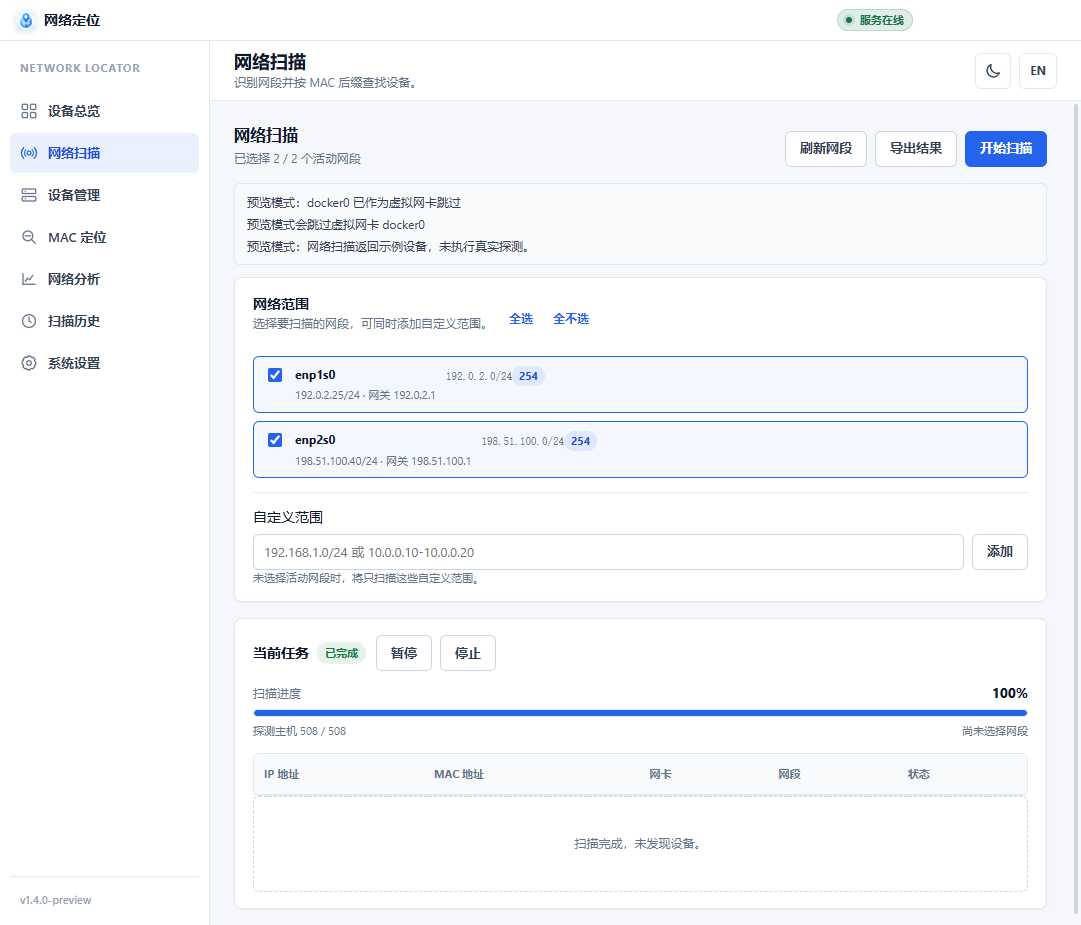 网络定位
服务在线
NETWORK LOCATOR
设备总览
网络扫描
设备管理
MAC 定位
网络分析
扫描历史
系统设置
v1.4.0-preview
网络扫描
识别网段并按 MAC 后缀查找设备。
EN
网络扫描
已选择 2 / 2 个活动网段
刷新网段
导出结果
开始扫描
预览模式：docker0 已作为虚拟网卡跳过
预览模式会跳过虚拟网卡 docker0
预览模式：网络扫描返回示例设备，未执行真实探测。
网络范围
选择要扫描的网段，可同时添加自定义范围。
全选
全不选
enp1s0
192.0.2.0/24 254
192.0.2.25/24 · 网关 192.0.2.1
enp2s0
198.51.100.0/24 254
198.51.100.40/24 · 网关 198.51.100.1
自定义范围
192.168.1.0/24 或 10.0.0.10-10.0.0.20
添加
未选择活动网段时，将只扫描这些自定义范围。
当前任务
已完成
暂停
停止
扫描进度
100%
探测主机 508 / 508
尚未选择网段
IP 地址
MAC 地址
网卡
网段
状态
扫描完成，未发现设备。